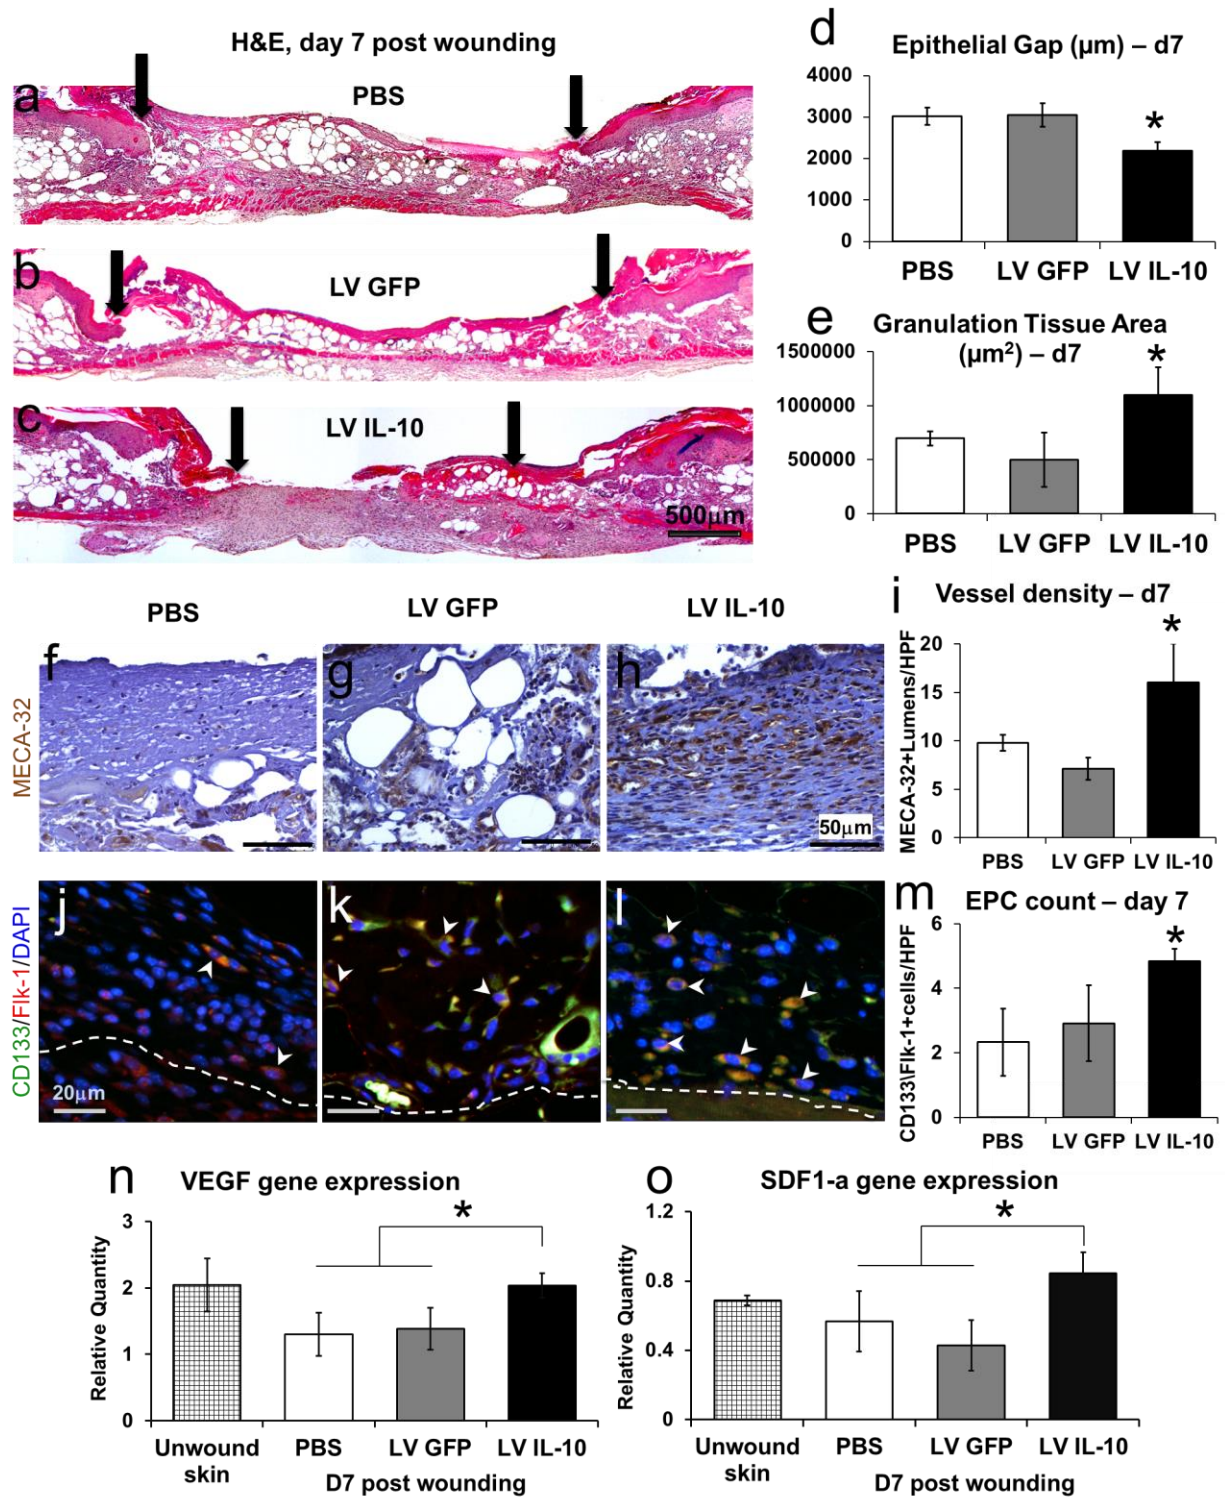 H&E, day 7 post wounding
a
PBS
b
LV GFP
c
LV IL-10
500μm
d
Epithelial Gap (μm) – d7
4000
3000
2000
1000
0
*
PBS LV GFP LV IL-10
e
Granulation Tissue Area
(μm²) – d7
1500000
1000000
500000
0
*
PBS LV GFP LV IL-10
PBS
LV GFP
LV IL-10
MECA-32
f
g
h
50μm
i
Vessel density – d7
MECA-32+Lumens/HPF
20
15
10
5
0
*
PBS LV GFP LV IL-10
CD133/Flk-1/DAPI
j
20μm
k
l
m
EPC count – day 7
CD133\Flk-1+cells/HPF
6
4
2
0
*
PBS LV GFP LV IL-10
n
VEGF gene expression
Relative Quantity
3
2
1
0
*
Unwound
skin
PBS LV GFP LV IL-10
D7 post wounding
o
SDF1-a gene expression
Relative Quantity
1.2
0.8
0.4
0
*
Unwound
skin
PBS LV GFP LV IL-10
D7 post wounding